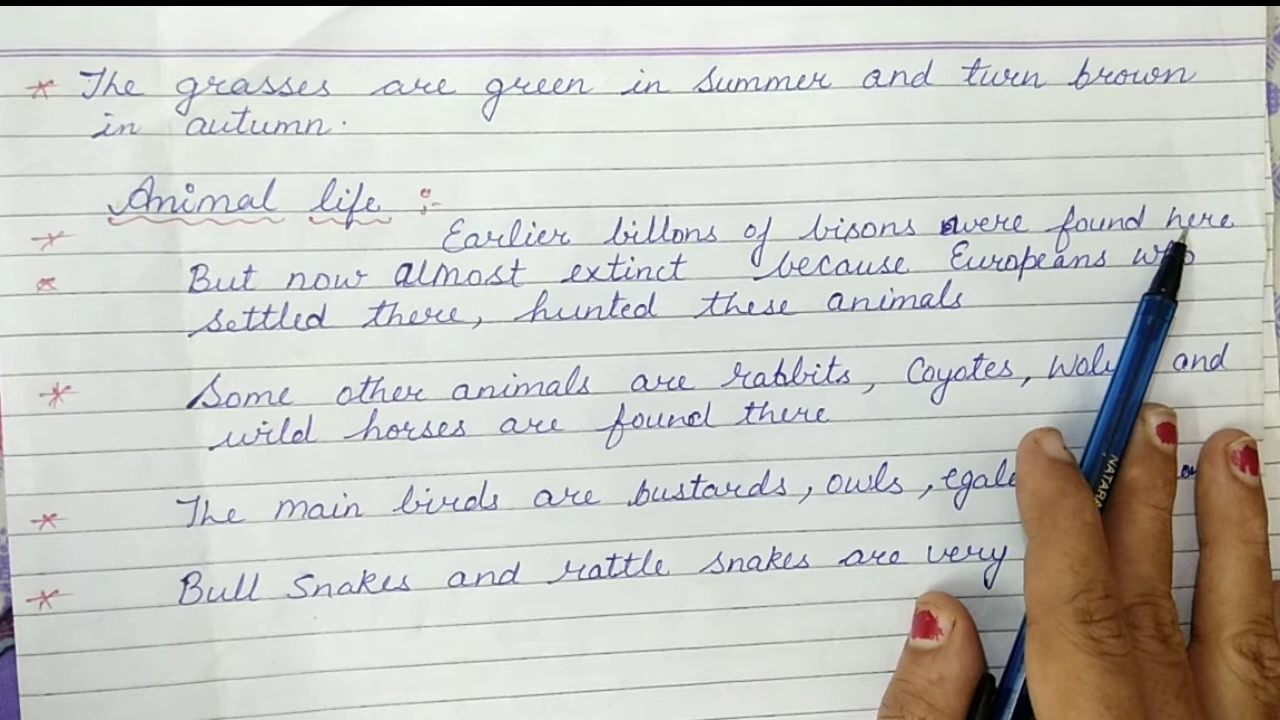 * The grasses are green in summer and turn brown
in autumn.
Animal life :-
* Earlier billons of bisons were found here
* But now almost extinct because Europeans who
settled there, hunted these animals
* Some other animals are rabbits, Coyotes, and
wild horses are found there
* The main birds are bustards, owls,
* Bull Snakes and rattle snakes are very
NATARA